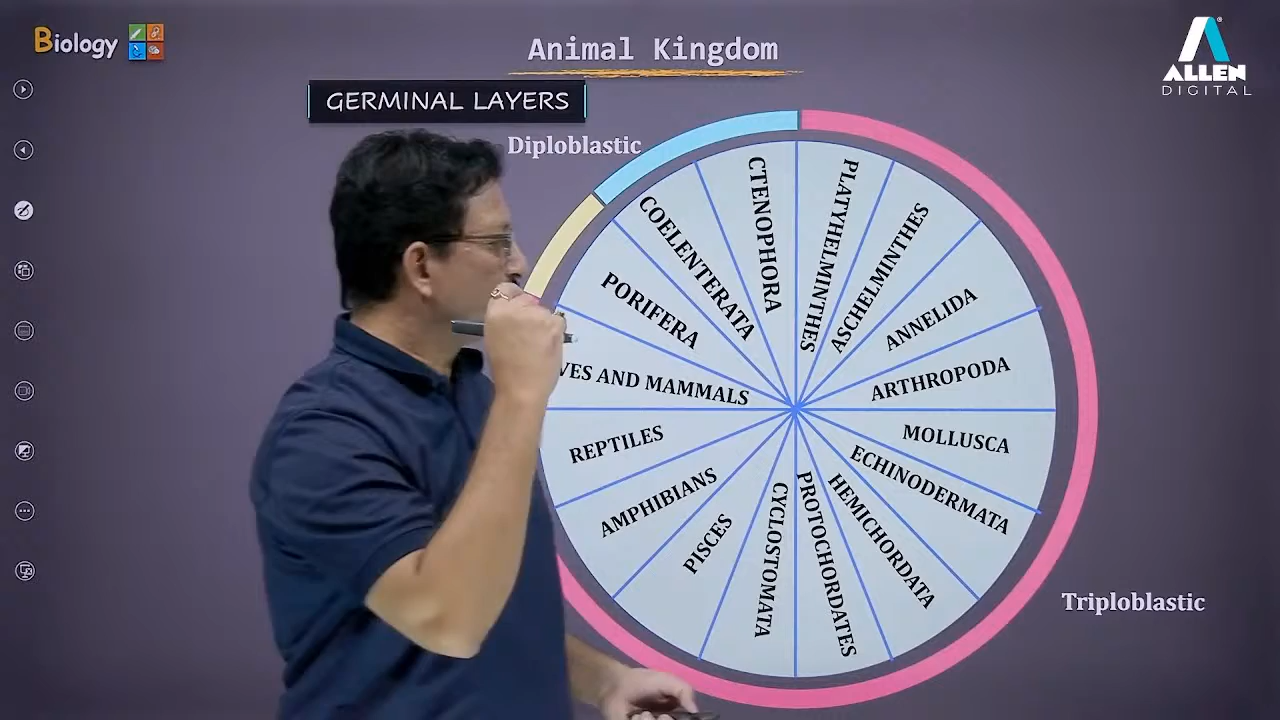 Biology
Animal Kingdom
ALLEN
DIGITAL
GERMINAL LAYERS
Diploblastic
CTENOPHORA
PLATYHELMINTHES
COELENTERATA
ASCHELMINTHES
PORIFERA
ANNELIDA
VES AND MAMMALS
ARTHROPODA
REPTILES
MOLLUSCA
AMPHIBIANS
ECHINODERMATA
PISCES
HEMICHORDATA
CYCLOSTOMATA
PROTOCHORDATES
Triploblastic